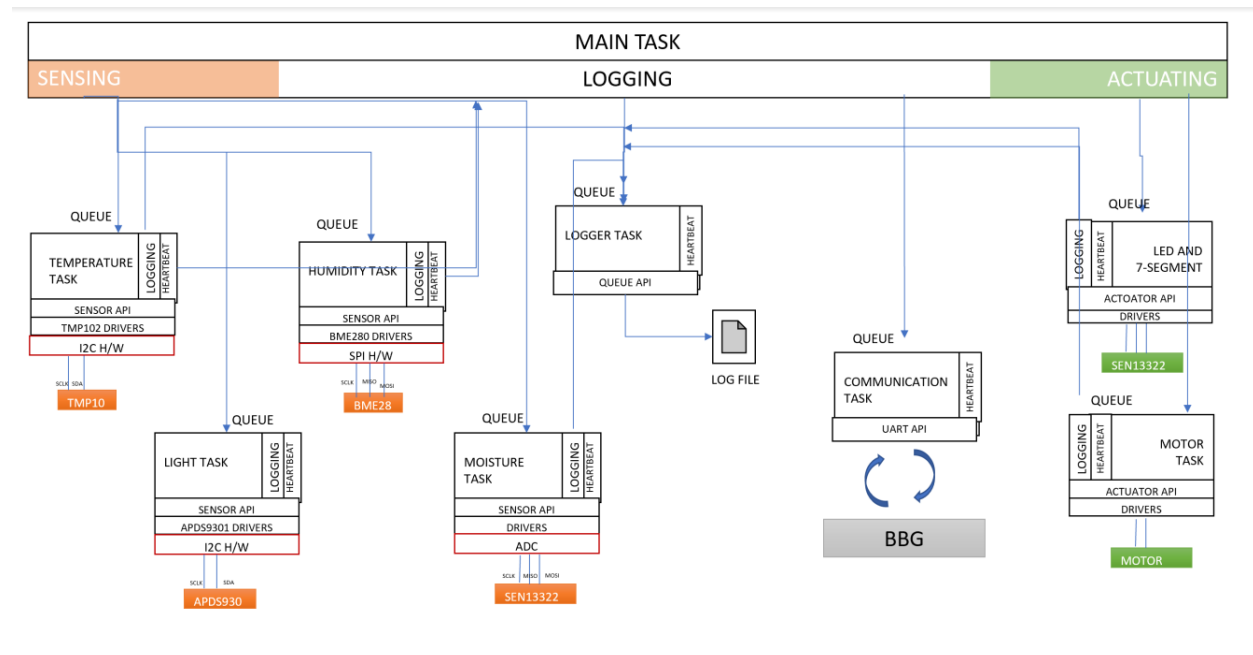 MAIN TASK
SENSING
LOGGING
ACTUATING
QUEUE
TEMPERATURE
TASK
LOGGING
HEARTBEAT
SENSOR API
TMP102 DRIVERS
I2C H/W
SCLK SDA
TMP10
QUEUE
HUMIDITY TASK
LOGGING
HEARTBEAT
SENSOR API
BME280 DRIVERS
SPI H/W
SCLK MISO MOSI
BME28
QUEUE
LIGHT TASK
LOGGING
HEARTBEAT
SENSOR API
APDS9301 DRIVERS
I2C H/W
SCLK SDA
APDS930
QUEUE
MOISTURE
TASK
LOGGING
HEARTBEAT
SENSOR API
DRIVERS
ADC
SCLK MISO MOSI
SEN13322
QUEUE
LOGGER TASK
HEARTBEAT
QUEUE API
LOG FILE
QUEUE
COMMUNICATION
TASK
HEARTBEAT
UART API
BBG
QUEUE
LOGGING
HEARTBEAT
LED AND
7-SEGMENT
ACTOATOR API
DRIVERS
SEN13322
QUEUE
LOGGING
HEARTBEAT
MOTOR
TASK
ACTUATOR API
DRIVERS
MOTOR